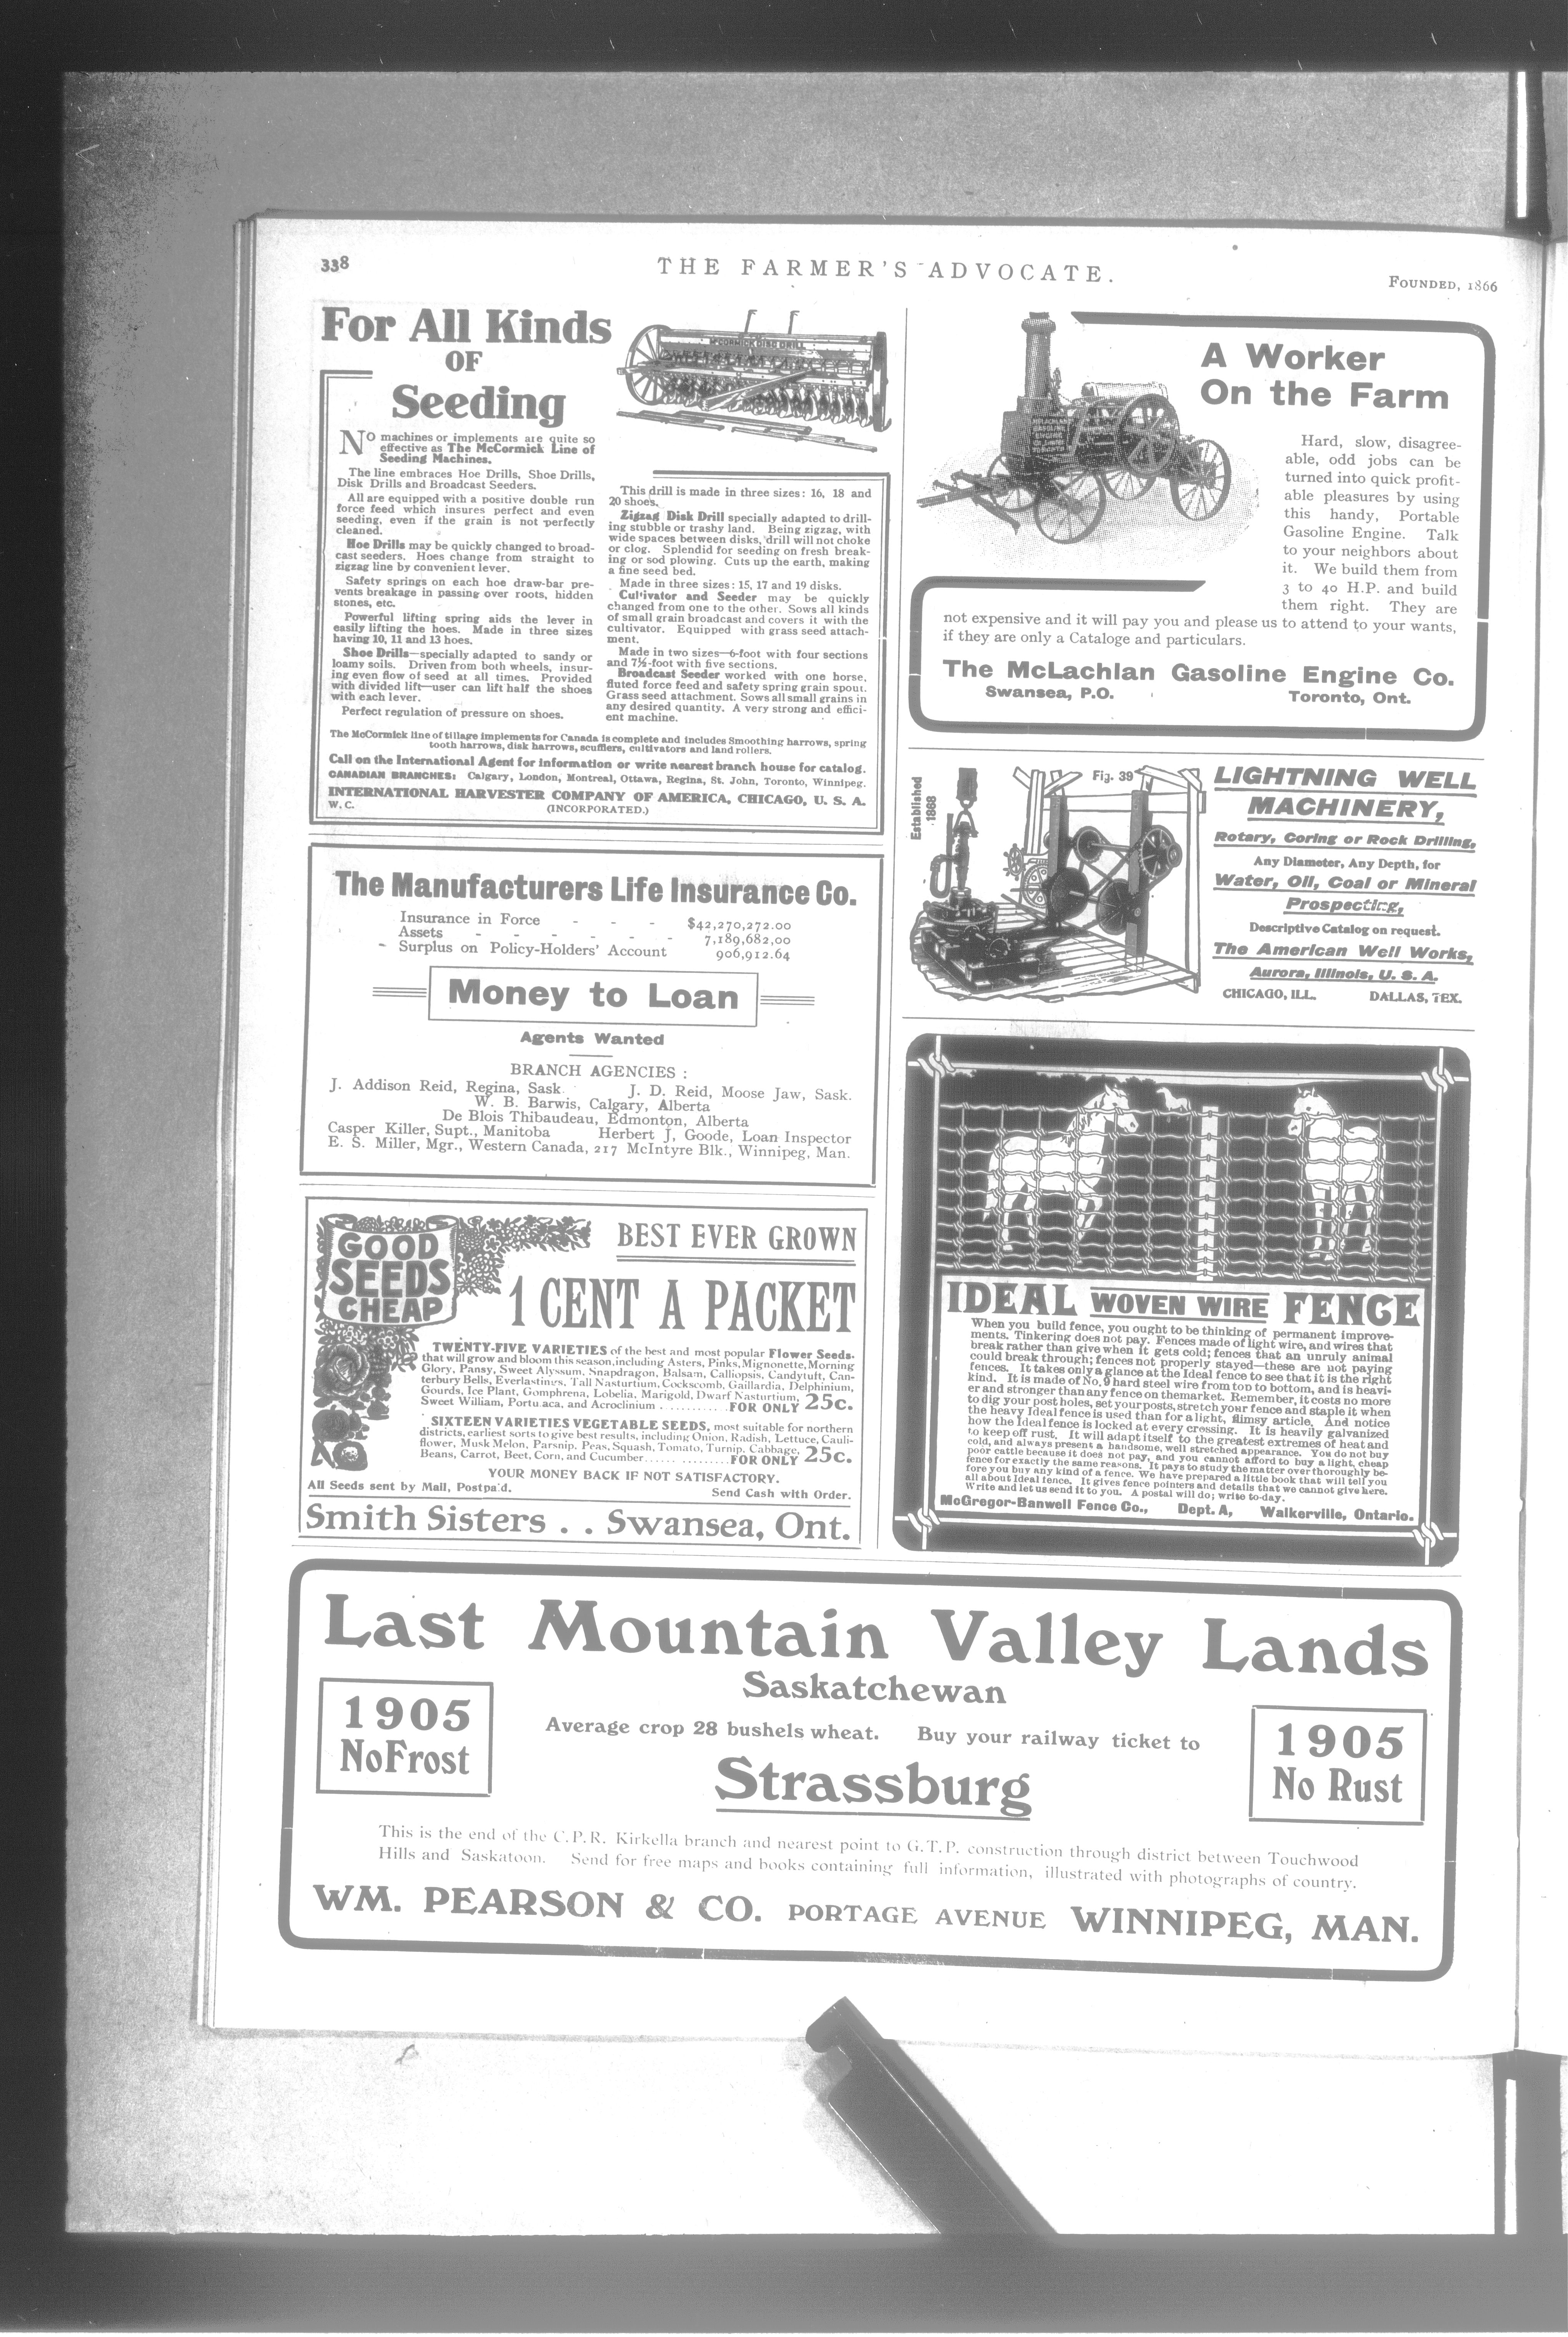 338
THE FARMER'S ADVOCATE.
FOUNDED, 1866
For All Kinds
OF
Seeding
McCORMICK DISC DRILL
No machines or implements are quite so
effective as The McCormick Line of
Seeding Machines.
The line embraces Hoe Drills, Shoe Drills,
Disk Drills and Broadcast Seeders.
All are equipped with a positive double run
force feed which insures perfect and even
seeding, even if the grain is not perfectly
cleaned.
Hoe Drills may be quickly changed to broad-
cast seeders. Hoes change from straight to
zigzag line by convenient lever.
Safety springs on each hoe draw-bar pre-
vents breakage in passing over roots, hidden
stones, etc.
Powerful lifting spring aids the lever in
easily lifting the hoes. Made in three sizes
having 10, 11 and 13 hoes.
Shoe Drills—specially adapted to sandy or
loamy soils. Driven from both wheels, insur-
ing even flow of seed at all times. Provided
with divided lift—user can lift half the shoes
with each lever.
Perfect regulation of pressure on shoes.
This drill is made in three sizes: 16, 18 and
20 shoes.
Zigzag Disk Drill specially adapted to drill-
ing stubble or trashy land. Being zigzag, with
wide spaces between disks, drill will not choke
or clog. Splendid for seeding on fresh break-
ing or sod plowing. Cuts up the earth, making
a fine seed bed.
Made in three sizes: 15, 17 and 19 disks.
Cultivator and Seeder may be quickly
changed from one to the other. Sows all kinds
of small grain broadcast and covers it with the
cultivator. Equipped with grass seed attach-
ment.
Made in two sizes—6-foot with four sections
and 7½-foot with five sections.
Broadcast Seeder worked with one horse,
fluted force feed and safety spring grain spout.
Grass seed attachment. Sows all small grains in
any desired quantity. A very strong and effici-
ent machine.
The McCormick line of tillage implements for Canada is complete and includes Smoothing harrows, spring
tooth harrows, disk harrows, scufflers, cultivators and land rollers.
Call on the International Agent for information or write nearest branch house for catalog.
CANADIAN BRANCHES: Calgary, London, Montreal, Ottawa, Regina, St. John, Toronto, Winnipeg.
INTERNATIONAL HARVESTER COMPANY OF AMERICA, CHICAGO, U. S. A.
W. C.
(INCORPORATED.)
The Manufacturers Life Insurance Co.
Insurance in Force - - - $42,270,272.00
Assets - - - - - - 7,189,682,00
Surplus on Policy-Holders' Account 906,912.64
Money to Loan
Agents Wanted
BRANCH AGENCIES :
J. Addison Reid, Regina, Sask. J. D. Reid, Moose Jaw, Sask.
W. B. Barwis, Calgary, Alberta
De Blois Thibaudeau, Edmonton, Alberta
Casper Killer, Supt., Manitoba Herbert J, Goode, Loan Inspector
E. S. Miller, Mgr., Western Canada, 217 McIntyre Blk., Winnipeg, Man.
GOOD
SEEDS
CHEAP
BEST EVER GROWN
1 CENT A PACKET
TWENTY-FIVE VARIETIES of the best and most popular Flower Seeds.
that will grow and bloom this season, including Asters, Pinks, Mignonette, Morning
Glory, Pansy, Sweet Alyssum, Snapdragon, Balsam, Calliopsis, Candytuft, Can-
terbury Bells, Everlastings, Tall Nasturtium, Cockscomb, Gaillardia, Delphinium,
Gourds, Ice Plant, Gomphrena, Lobelia, Marigold, Dwarf Nasturtium,
Sweet William, Portu aca, and Acroclinium . . . . . . . . . . . FOR ONLY 25c.
SIXTEEN VARIETIES VEGETABLE SEEDS, most suitable for northern
districts, earliest sorts to give best results, including Onion, Radish, Lettuce, Cauli-
flower, Musk Melon, Parsnip, Peas, Squash, Tomato, Turnip, Cabbage,
Beans, Carrot, Beet, Corn, and Cucumber . . . . . . . . . . . . . . FOR ONLY 25c.
YOUR MONEY BACK IF NOT SATISFACTORY.
All Seeds sent by Mail, Postpa'd.
Send Cash with Order.
Smith Sisters . . Swansea, Ont.
A Worker
On the Farm
Hard, slow, disagree-
able, odd jobs can be
turned into quick profit-
able pleasures by using
this handy, Portable
Gasoline Engine. Talk
to your neighbors about
it. We build them from
3 to 40 H.P. and build
them right. They are
not expensive and it will pay you and please us to attend to your wants,
if they are only a Cataloge and particulars.
The McLachlan Gasoline Engine Co.
Swansea, P.O. Toronto, Ont.
Established
1868
Fig. 39
LIGHTNING WELL
MACHINERY,
Rotary, Coring or Rock Drilling,
Any Diameter, Any Depth, for
Water, Oil, Coal or Mineral
Prospecting,
Descriptive Catalog on request.
The American Well Works,
Aurora, Illinois, U. S. A.
CHICAGO, ILL. DALLAS, TEX.
IDEAL WOVEN WIRE FENCE
When you build fence, you ought to be thinking of permanent improve-
ments. Tinkering does not pay. Fences made of light wire, and wires that
break rather than give when it gets cold; fences that an unruly animal
could break through; fences not properly stayed—these are not paying
fences. It takes only a glance at the Ideal fence to see that it is the right
kind. It is made of No. 9 hard steel wire from top to bottom, and is heavi-
er and stronger than any fence on the market. Remember, it costs no more
to dig your post holes, set your posts, stretch your fence and staple it when
the heavy Ideal fence is used than for a light, flimsy article. And notice
how the Ideal fence is locked at every crossing. It is heavily galvanized
to keep off rust. It will adapt itself to the greatest extremes of heat and
cold, and always present a handsome, well stretched appearance. You do not buy
poor cattle because it does not pay, and you cannot afford to buy a light, cheap
fence for exactly the same reasons. It pays to study the matter over thoroughly be-
fore you buy any kind of a fence. We have prepared a little book that will tell you
all about Ideal fence. It gives fence pointers and details that we cannot give here.
Write and let us send it to you. A postal will do; write to-day.
McGregor-Banwell Fence Co., Dept. A, Walkerville, Ontario.
Last Mountain Valley Lands
Saskatchewan
1905
No Frost
Average crop 28 bushels wheat. Buy your railway ticket to
Strassburg
1905
No Rust
This is the end of the C.P.R. Kirkella branch and nearest point to G.T.P. construction through district between Touchwood
Hills and Saskatoon. Send for free maps and books containing full information, illustrated with photographs of country.
WM. PEARSON & CO. PORTAGE AVENUE WINNIPEG, MAN.